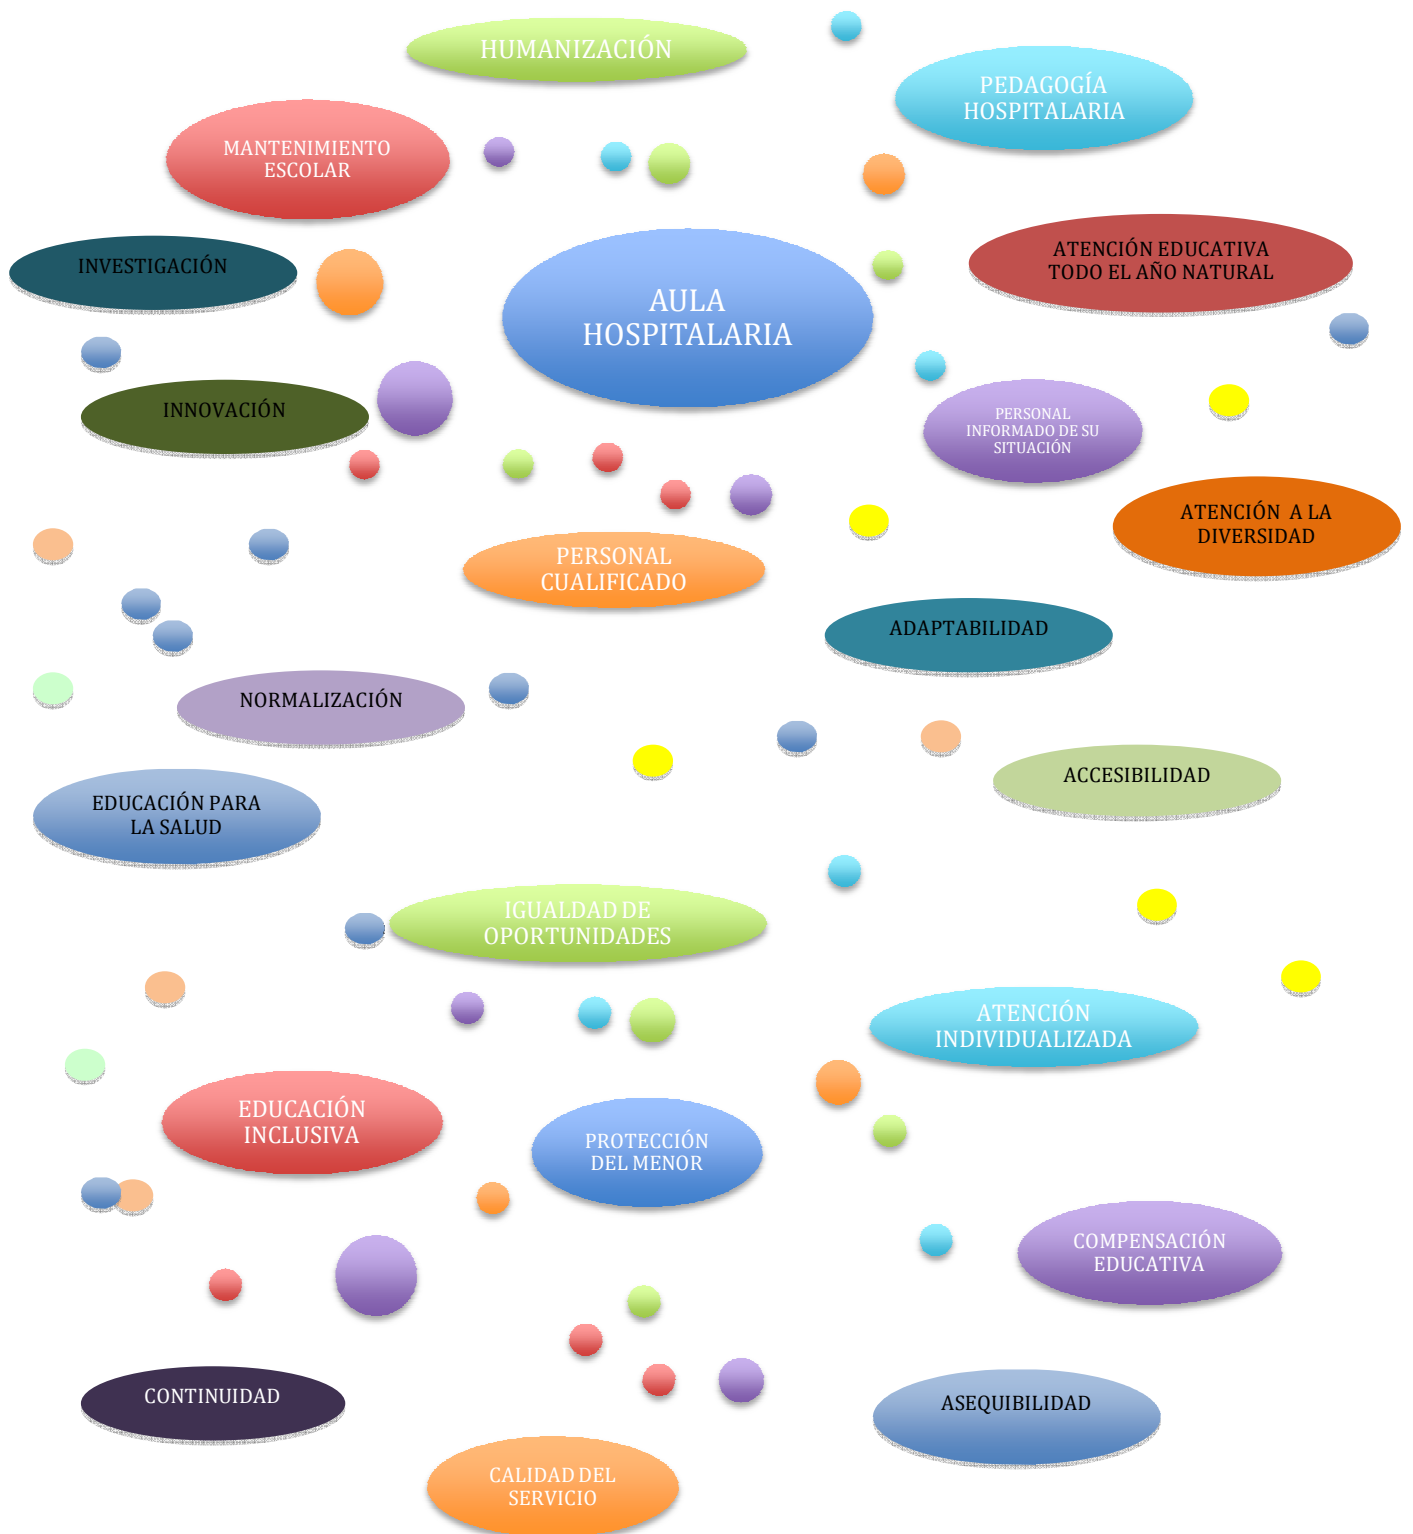 HUMANIZACIÓN
PEDAGOGÍA
HOSPITALARIA
MANTENIMIENTO
ESCOLAR
INVESTIGACIÓN
ATENCIÓN EDUCATIVA
TODO EL AÑO NATURAL
AULA
HOSPITALARIA
INNOVACIÓN
PERSONAL
INFORMADO DE SU
SITUACIÓN
ATENCIÓN A LA
DIVERSIDAD
PERSONAL
CUALIFICADO
ADAPTABILIDAD
NORMALIZACIÓN
ACCESIBILIDAD
EDUCACIÓN PARA
LA SALUD
IGUALDAD DE
OPORTUNIDADES
ATENCIÓN
INDIVIDUALIZADA
EDUCACIÓN
INCLUSIVA
PROTECCIÓN
DEL MENOR
COMPENSACIÓN
EDUCATIVA
CONTINUIDAD
ASEQUIBILIDAD
CALIDAD DEL
SERVICIO